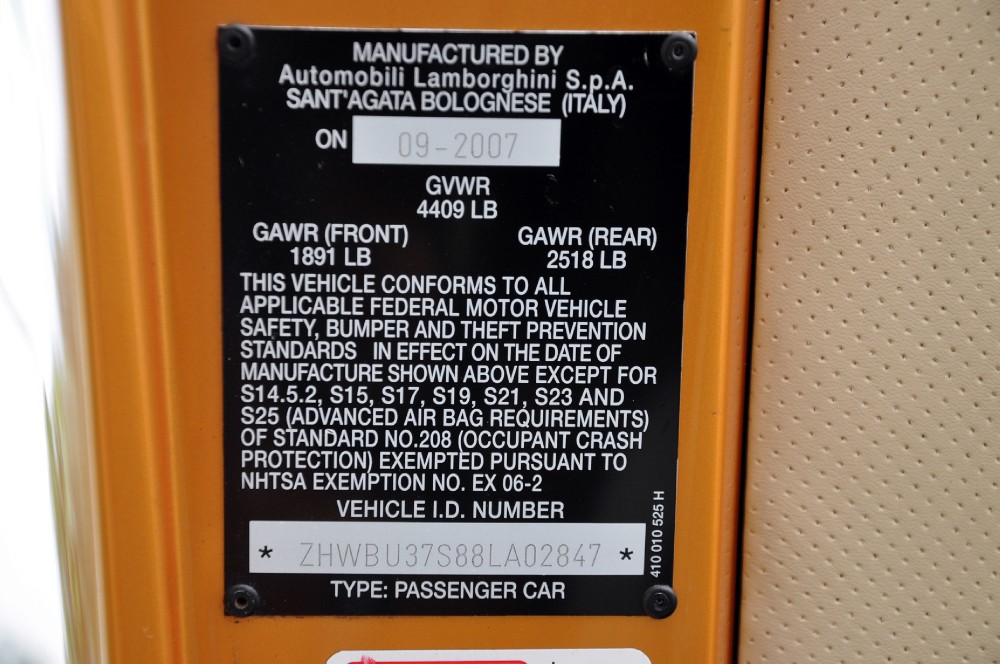 MANUFACTURED BY
Automobili Lamborghini S.p.A.
SANT'AGATA BOLOGNESE (ITALY)
ON 09-2007
GVWR
4409 LB
GAWR (FRONT) GAWR (REAR)
1891 LB 2518 LB
THIS VEHICLE CONFORMS TO ALL
APPLICABLE FEDERAL MOTOR VEHICLE
SAFETY, BUMPER AND THEFT PREVENTION
STANDARDS IN EFFECT ON THE DATE OF
MANUFACTURE SHOWN ABOVE EXCEPT FOR
S14.5.2, S15, S17, S19, S21, S23 AND
S25 (ADVANCED AIR BAG REQUIREMENTS)
OF STANDARD NO.208 (OCCUPANT CRASH
PROTECTION) EXEMPTED PURSUANT TO
NHTSA EXEMPTION NO. EX 06-2
VEHICLE I.D. NUMBER
* ZHWBU37S88LA02847 *
TYPE: PASSENGER CAR
410 010 525 H